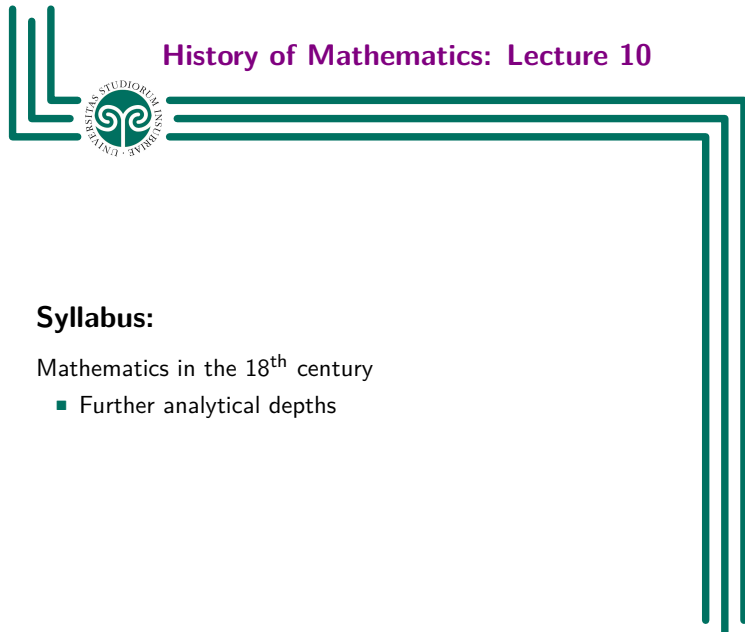 History of Mathematics: Lecture 10
UNIVERSITAS STUDIORUM INSUBRIAE
Syllabus:
Mathematics in the 18th century
Further analytical depths